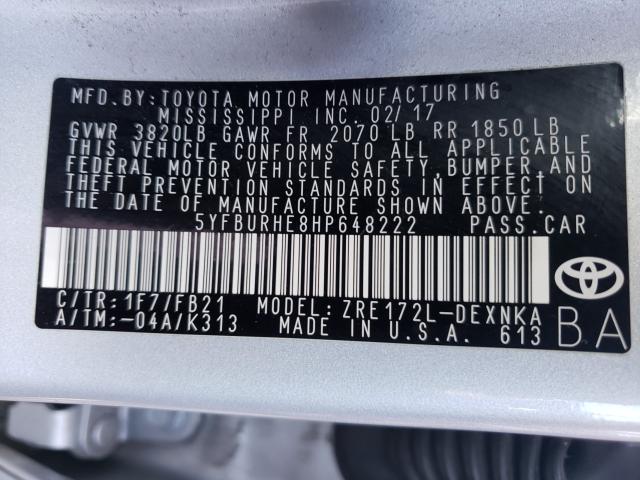 MFD.BY:TOYOTA MOTOR MANUFACTURING
MISSISSIPPI INC. 02/17
GVWR 3820LB GAWR FR 2070 LB RR 1850 LB
THIS VEHICLE CONFORMS TO ALL APPLICABLE
FEDERAL MOTOR VEHICLE SAFETY,BUMPER,AND
THEFT PREVENTION STANDARDS IN EFFECT ON
THE DATE OF MANUFACTURE SHOWN ABOVE.
5YFBURHE8HP648222 PASS.CAR
C/TR:1F7/FB21 MODEL: ZRE172L-DEXNKA
A/TM:-04A/K313 MADE IN U.S.A. 613
BA